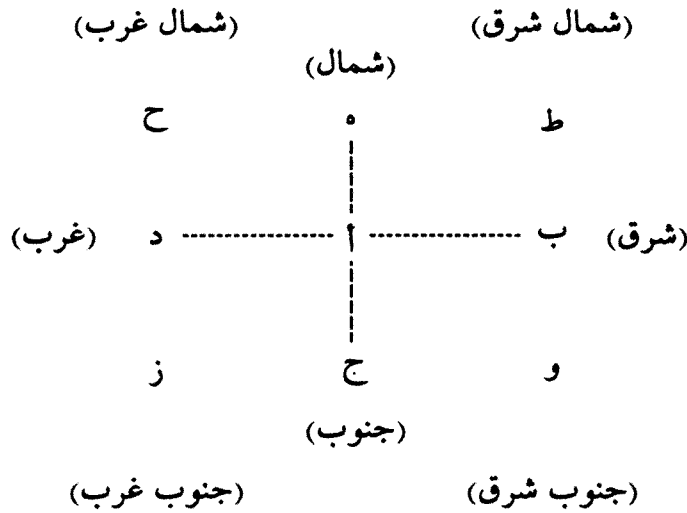 (شمال شرق) (شمال غرب)
(شمال)
ط ه ح
(شرق) ب أ د (غرب)
و ج ز
(جنوب)
(جنوب شرق) (جنوب غرب)